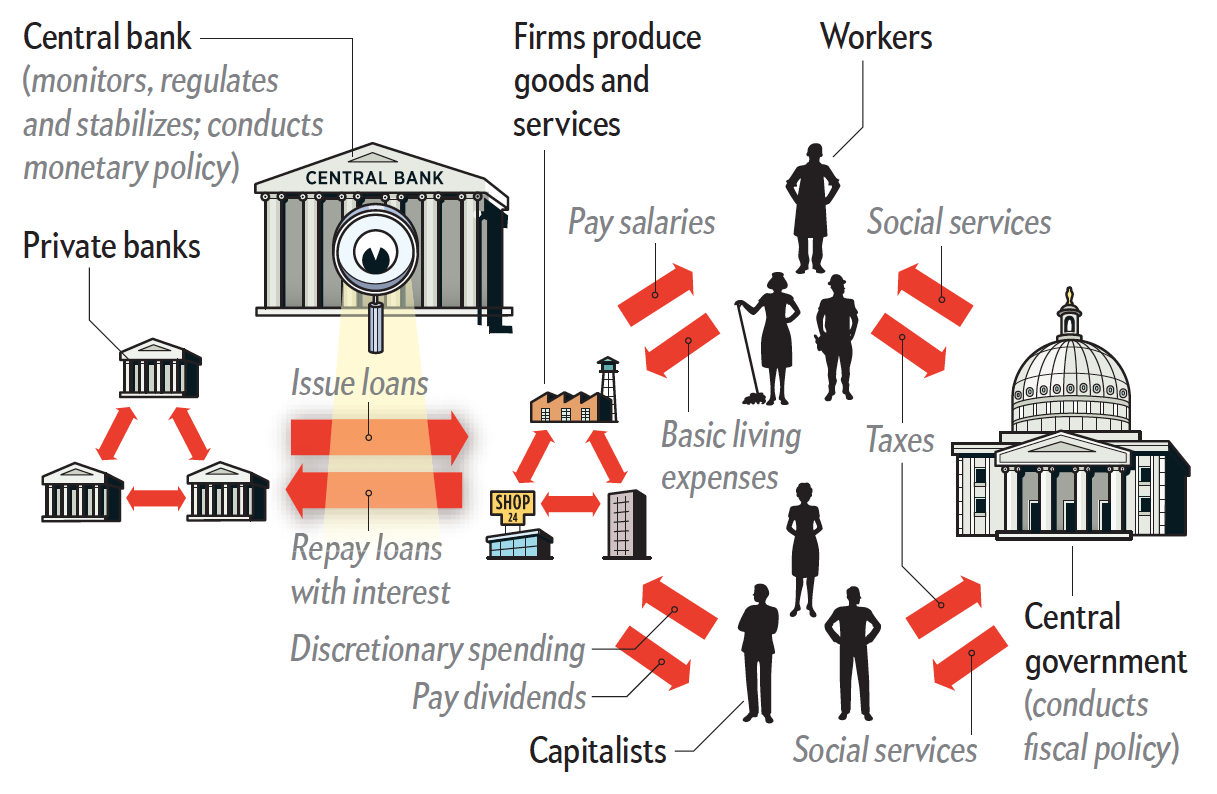 Central bank
(monitors, regulates
and stabilizes; conducts
monetary policy)
Firms produce
goods and
services
Workers
CENTRAL BANK
Pay salaries
Social services
Private banks
Issue loans
Basic living
expenses
Taxes
SHOP
24
Repay loans
with interest
Discretionary spending
Pay dividends
Capitalists
Social services
Central
government
(conducts
fiscal policy)